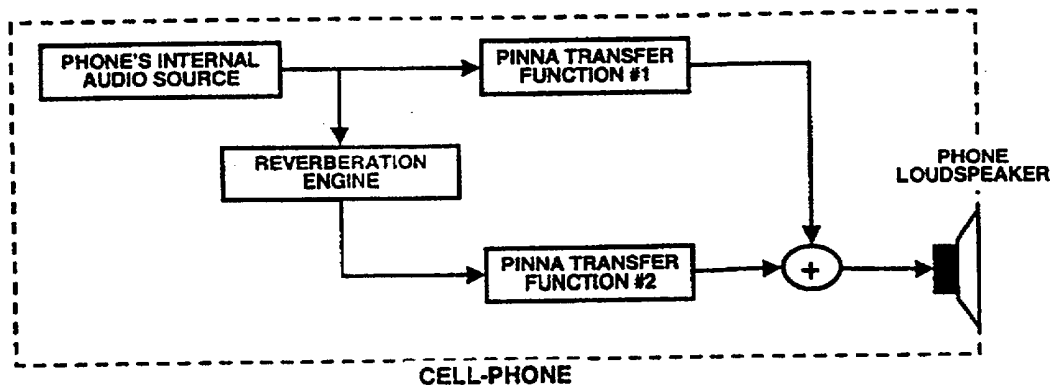 PHONE'S INTERNAL
AUDIO SOURCE
PINNA TRANSFER
FUNCTION #1
REVERBERATION
ENGINE
PHONE
LOUDSPEAKER
PINNA TRANSFER
FUNCTION #2
+
CELL-PHONE